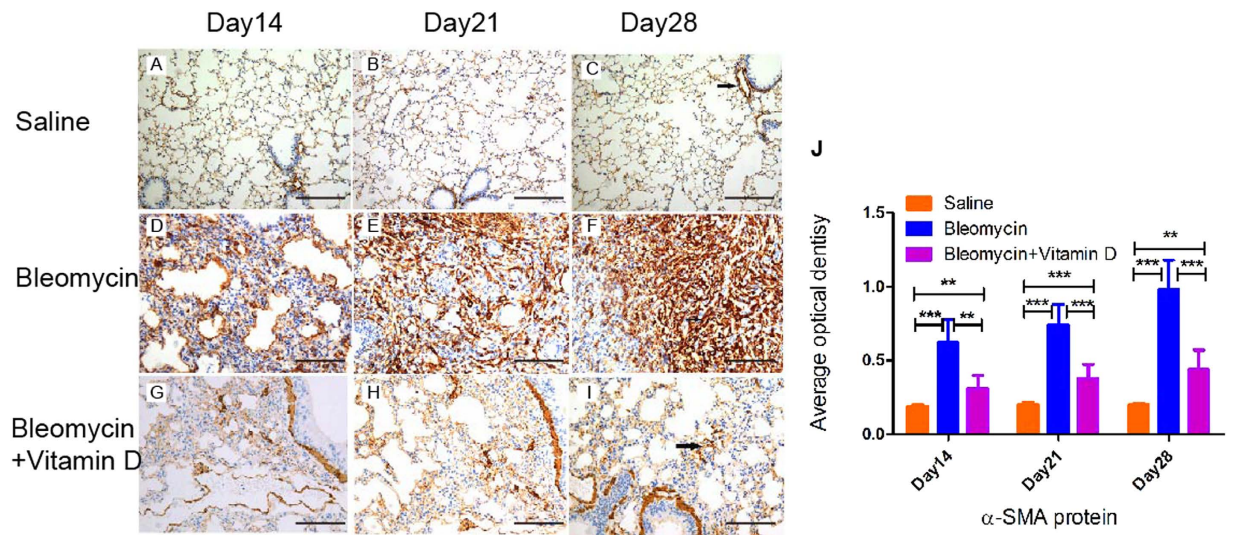 Day14 Day21 Day28
Saline
A B C
Bleomycin
D E F
Bleomycin
+Vitamin D
G H I
J
Saline
Bleomycin
Bleomycin+Vitamin D
Average optical dentisy
1.5
1.0
0.5
0.0
** *** **
*** *** ***
** *** ***
Day14 Day21 Day28
α-SMA protein